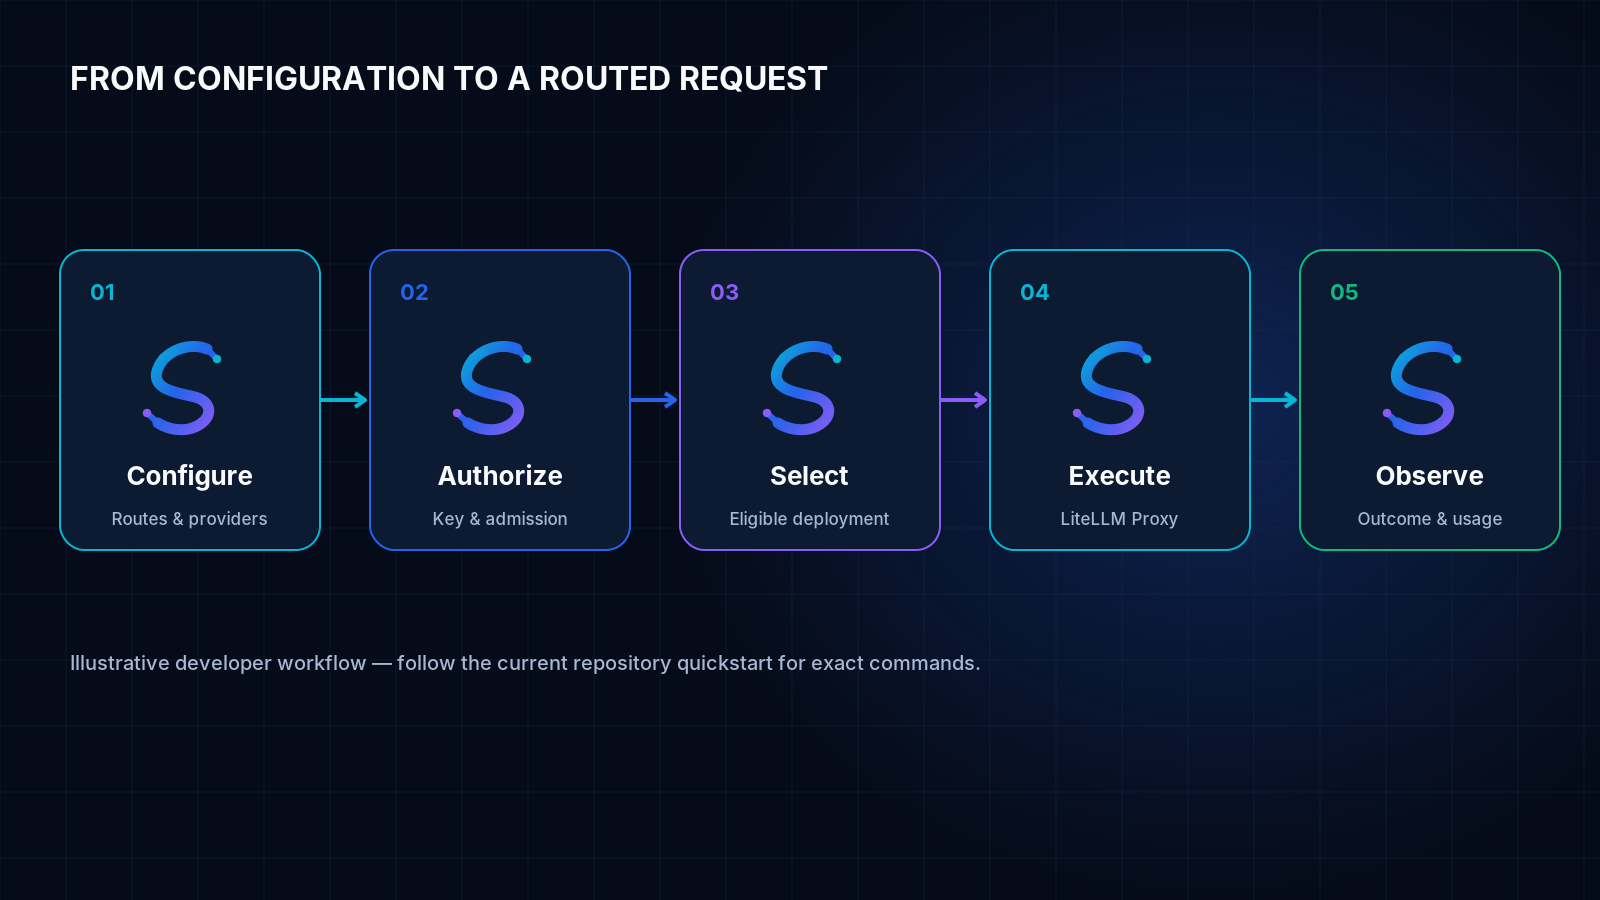 FROM CONFIGURATION TO A ROUTED REQUEST
01
Configure
Routes & providers
02
Authorize
Key & admission
03
Select
Eligible deployment
04
Execute
LiteLLM Proxy
05
Observe
Outcome & usage
Illustrative developer workflow — follow the current repository quickstart for exact commands.